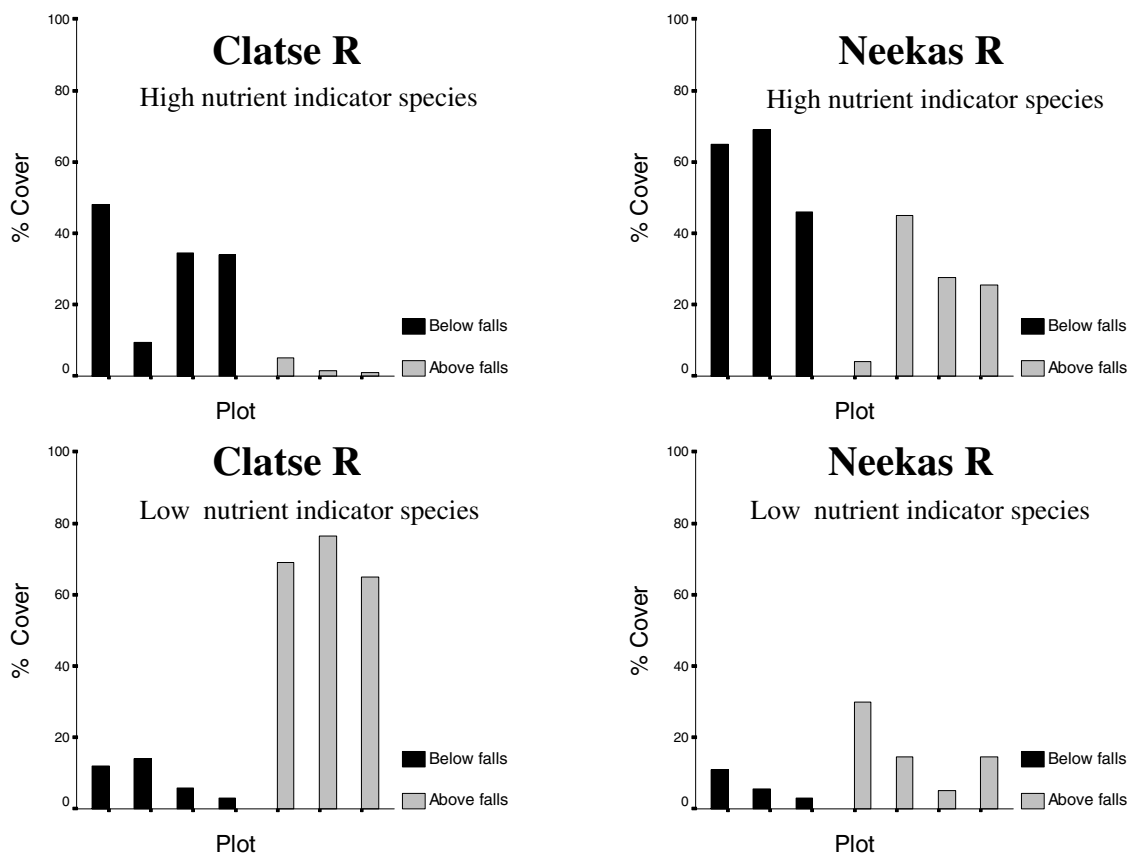 Clatse R
High nutrient indicator species
100
80
60
40
20
0
% Cover
Plot
Below falls
Above falls
Neekas R
High nutrient indicator species
100
80
60
40
20
0
% Cover
Plot
Below falls
Above falls
Clatse R
Low nutrient indicator species
100
80
60
40
20
0
% Cover
Plot
Below falls
Above falls
Neekas R
Low nutrient indicator species
100
80
60
40
20
0
% Cover
Plot
Below falls
Above falls